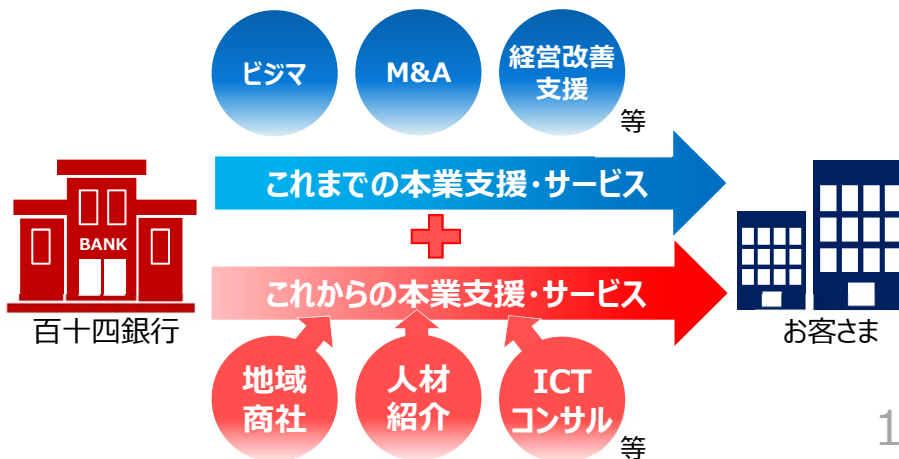 ビジマ
M&A
経営改善
支援
等
これまでの本業支援・サービス
BANK
これからの本業支援・サービス
百十四銀行
お客さま
地域
商社
人材
紹介
ICT
コンサル
等
1